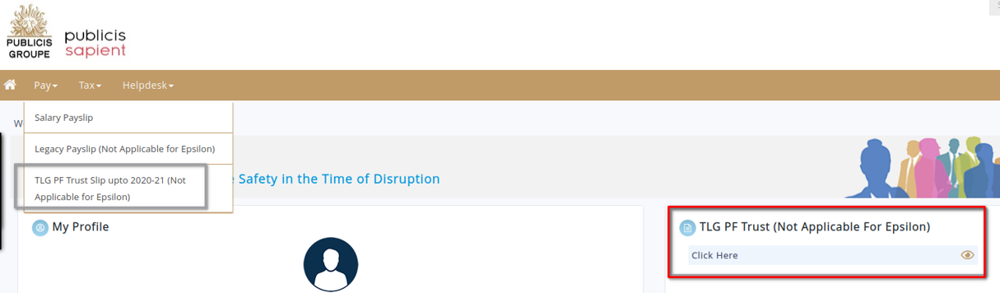 PUBLICIS
GROUPE
publicis
sapient
Pay
Tax
Helpdesk
Salary Payslip
Legacy Payslip (Not Applicable for Epsilon)
TLG PF Trust Slip upto 2020-21 (Not
Applicable for Epsilon)
Safety in the Time of Disruption
My Profile
TLG PF Trust (Not Applicable For Epsilon)
Click Here